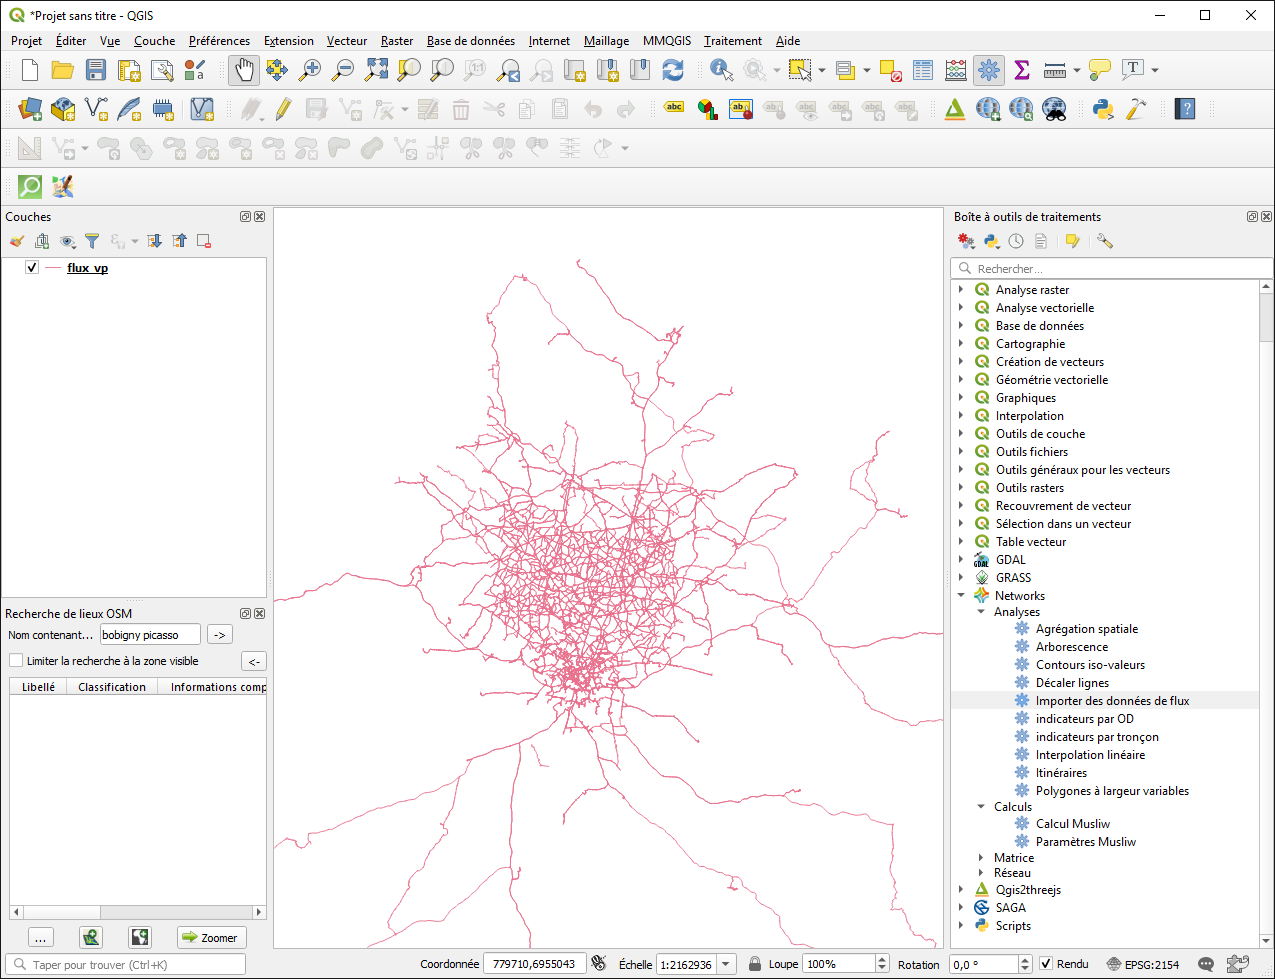 *Projet sans titre - QGIS
Projet Éditer Vue Couche Préférences Extension Vecteur Raster Base de données Internet Maillage MMQGIS Traitement Aide
Couches
flux_vp
Recherche de lieux OSM
Nom contenant... bobigny picasso ->
Limiter la recherche à la zone visible <-
Libellé Classification Informations comp
... Zoomer
Taper pour trouver (Ctrl+K)
Boîte à outils de traitements
Rechercher...
Analyse raster
Analyse vectorielle
Base de données
Cartographie
Création de vecteurs
Géométrie vectorielle
Graphiques
Interpolation
Outils de couche
Outils fichiers
Outils généraux pour les vecteurs
Outils rasters
Recouvrement de vecteur
Sélection dans un vecteur
Table vecteur
GDAL
GRASS
Networks
Analyses
Agrégation spatiale
Arborescence
Contours iso-valeurs
Décaler lignes
Importer des données de flux
indicateurs par OD
indicateurs par tronçon
Interpolation linéaire
Itinéraires
Polygones à largeur variables
Calculs
Calcul Musliw
Paramètres Musliw
Matrice
Réseau
Qgis2threejs
SAGA
Scripts
Coordonnée 779710,6955043 Échelle 1:2162936 Loupe 100% Rotation 0,0 ° Rendu EPSG:2154